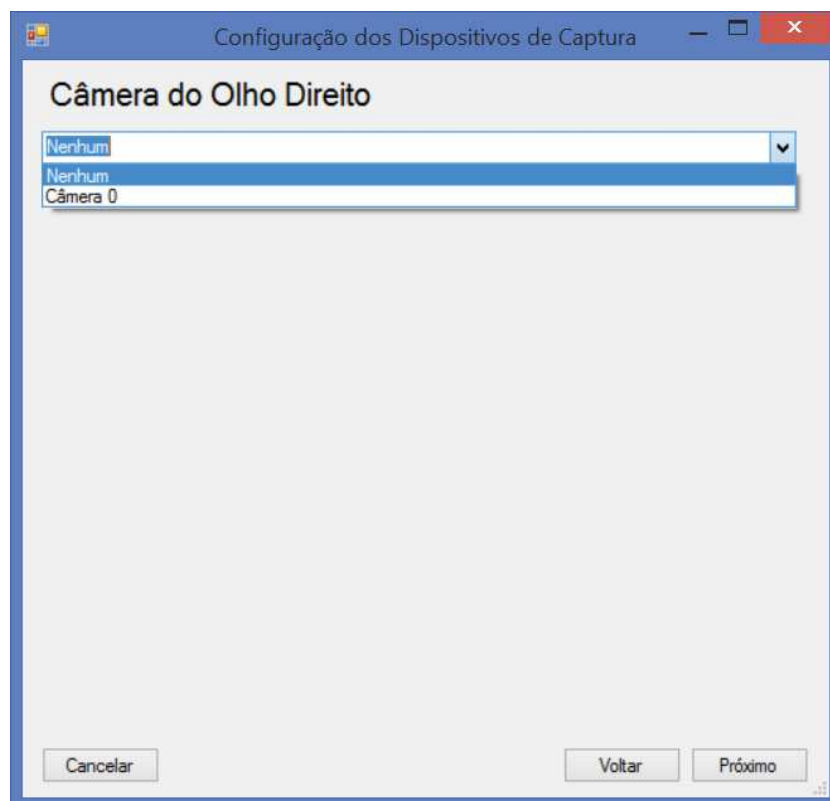 Configuração dos Dispositivos de Captura
Câmera do Olho Direito
Nenhum
Nenhum
Câmera 0
Cancelar Voltar Próximo